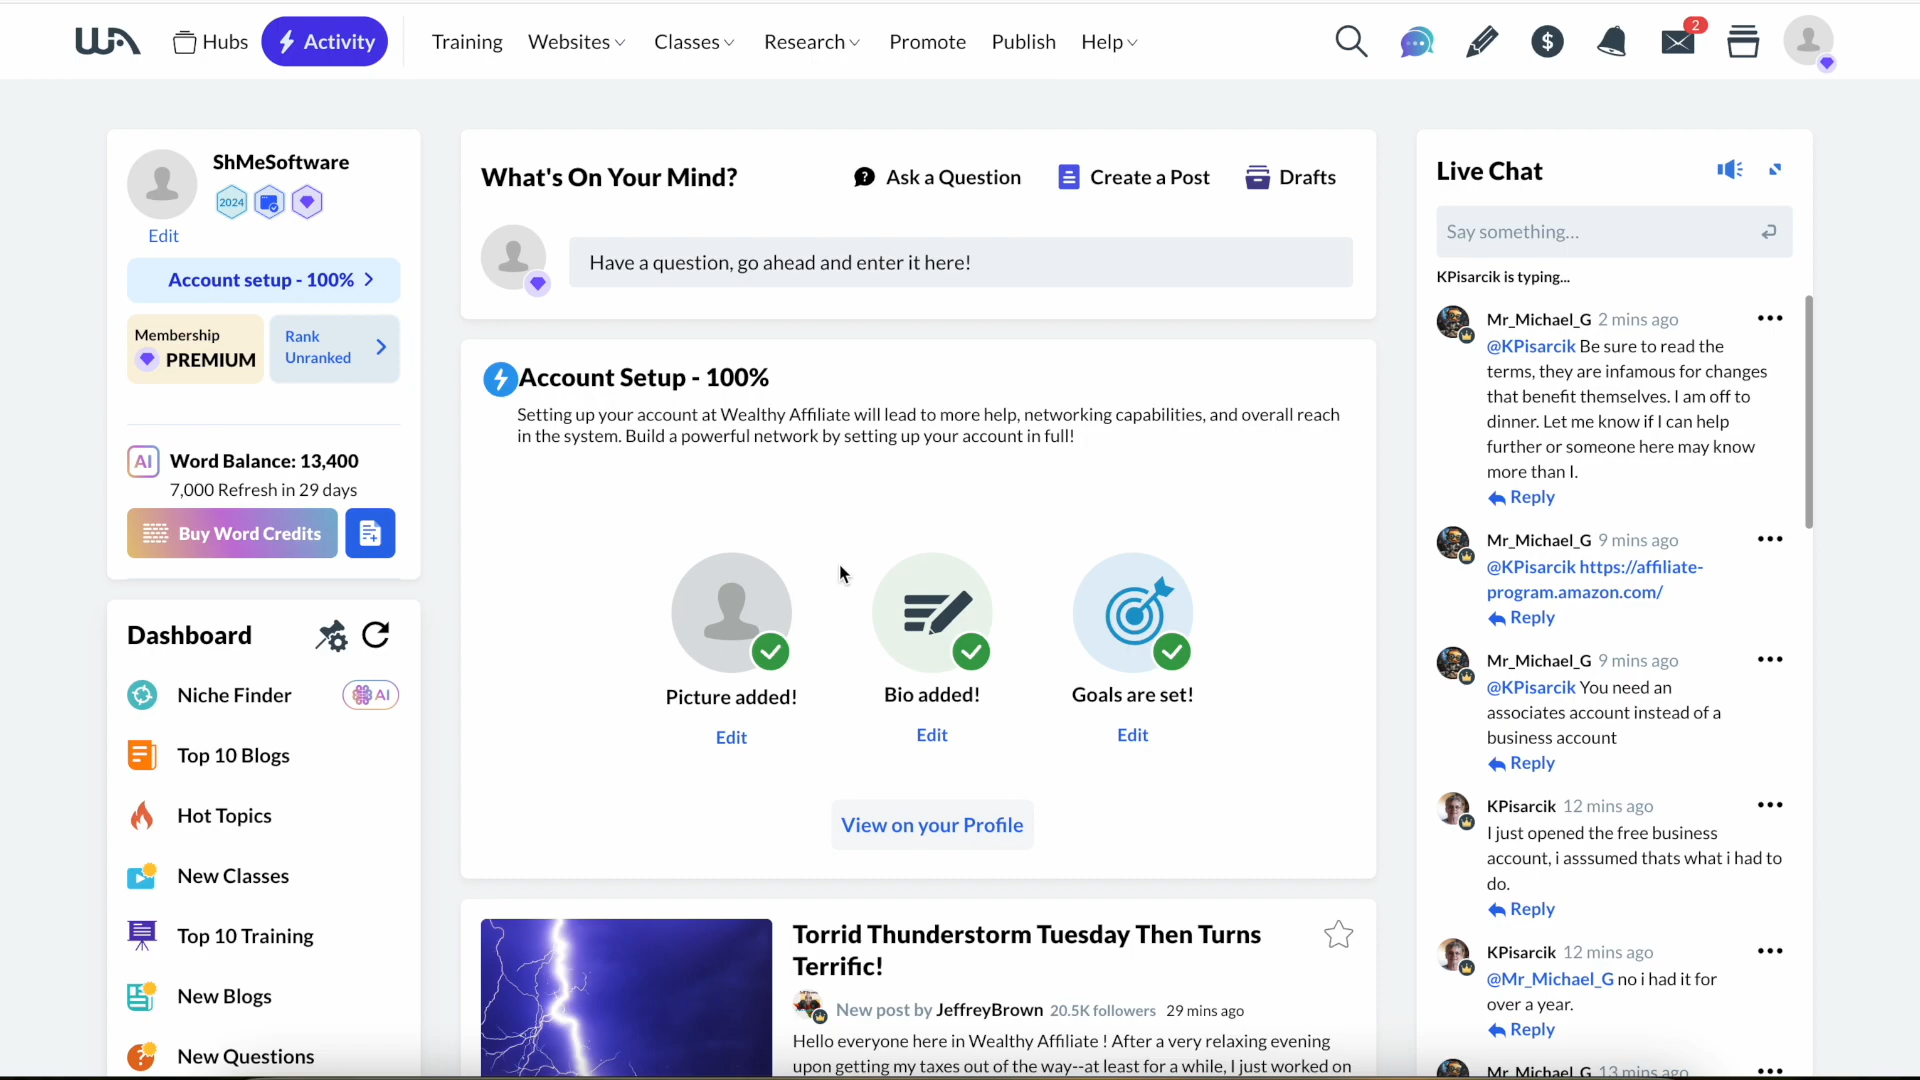 WA
Hubs
Activity
Training
Websites
Classes
Research
Promote
Publish
Help
$
2
ShMeSoftware
2024
Edit
Account setup - 100%
Membership
PREMIUM
Rank
Unranked
AI
Word Balance: 13,400
7,000 Refresh in 29 days
Buy Word Credits
Dashboard
Niche Finder
AI
Top 10 Blogs
Hot Topics
New Classes
Top 10 Training
New Blogs
New Questions
What's On Your Mind?
Ask a Question
Create a Post
Drafts
Have a question, go ahead and enter it here!
Account Setup - 100%
Setting up your account at Wealthy Affiliate will lead to more help, networking capabilities, and overall reach
in the system. Build a powerful network by setting up your account in full!
Picture added!
Edit
Bio added!
Edit
Goals are set!
Edit
View on your Profile
Torrid Thunderstorm Tuesday Then Turns
Terrific!
New post by JeffreyBrown 20.5K followers 29 mins ago
Hello everyone here in Wealthy Affiliate ! After a very relaxing evening
upon getting my taxes out of the way--at least for a while, I just worked on
Live Chat
Say something...
KPisarcik is typing...
Mr_Michael_G 2 mins ago
@KPisarcik Be sure to read the
terms, they are infamous for changes
that benefit themselves. I am off to
dinner. Let me know if I can help
further or someone here may know
more than I.
Reply
Mr_Michael_G 9 mins ago
@KPisarcik https://affiliate-
program.amazon.com/
Reply
Mr_Michael_G 9 mins ago
@KPisarcik You need an
associates account instead of a
business account
Reply
KPisarcik 12 mins ago
I just opened the free business
account, i asssumed thats what i had to
do.
Reply
KPisarcik 12 mins ago
@Mr_Michael_G no i had it for
over a year.
Reply
Mr_Michael_G 13 mins ago